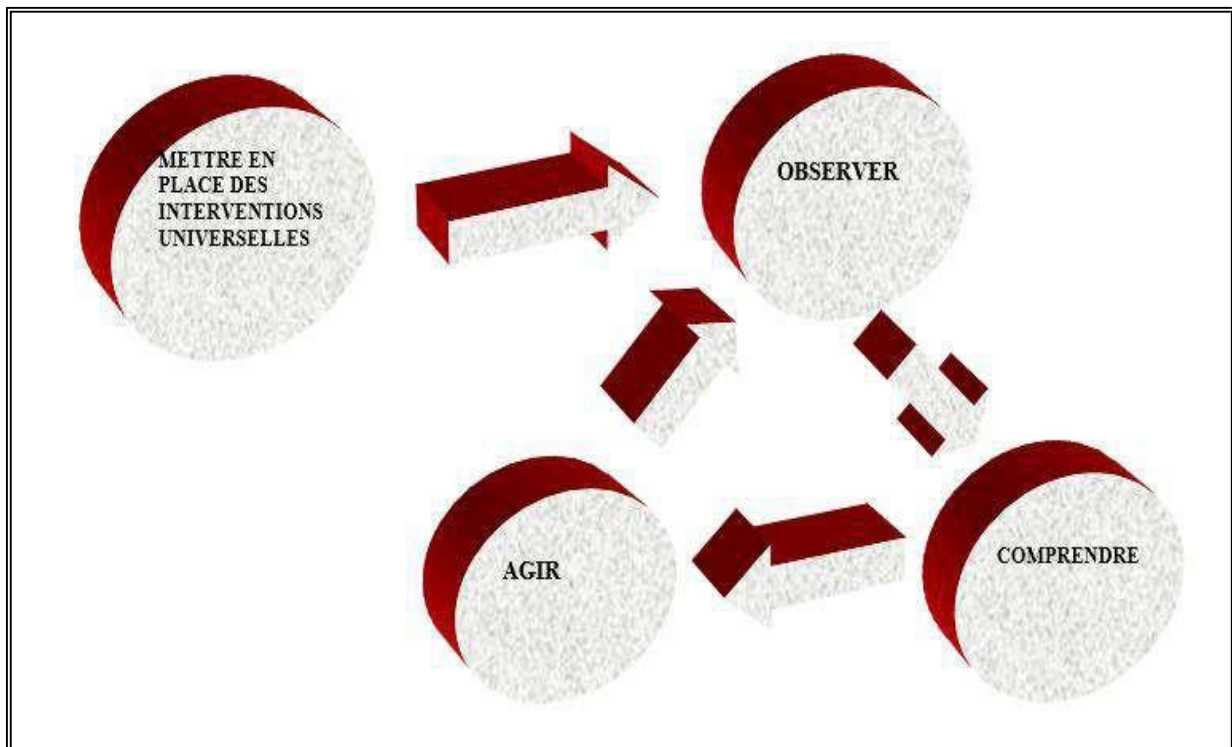 METTRE EN
PLACE DES
INTERVENTIONS
UNIVERSELLES
OBSERVER
COMPRENDRE
AGIR